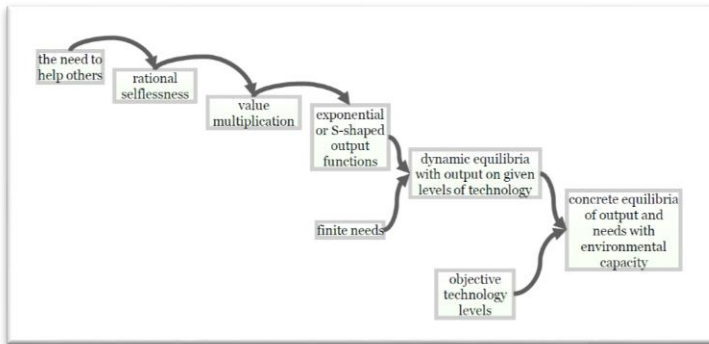 the need to
help others
rational
selflessness
value
multiplication
exponential
or S-shaped
output
functions
dynamic equilibria
with output on given
levels of technology
finite needs
concrete equilibria
of output and
needs with
environmental
capacity
objective
technology
levels